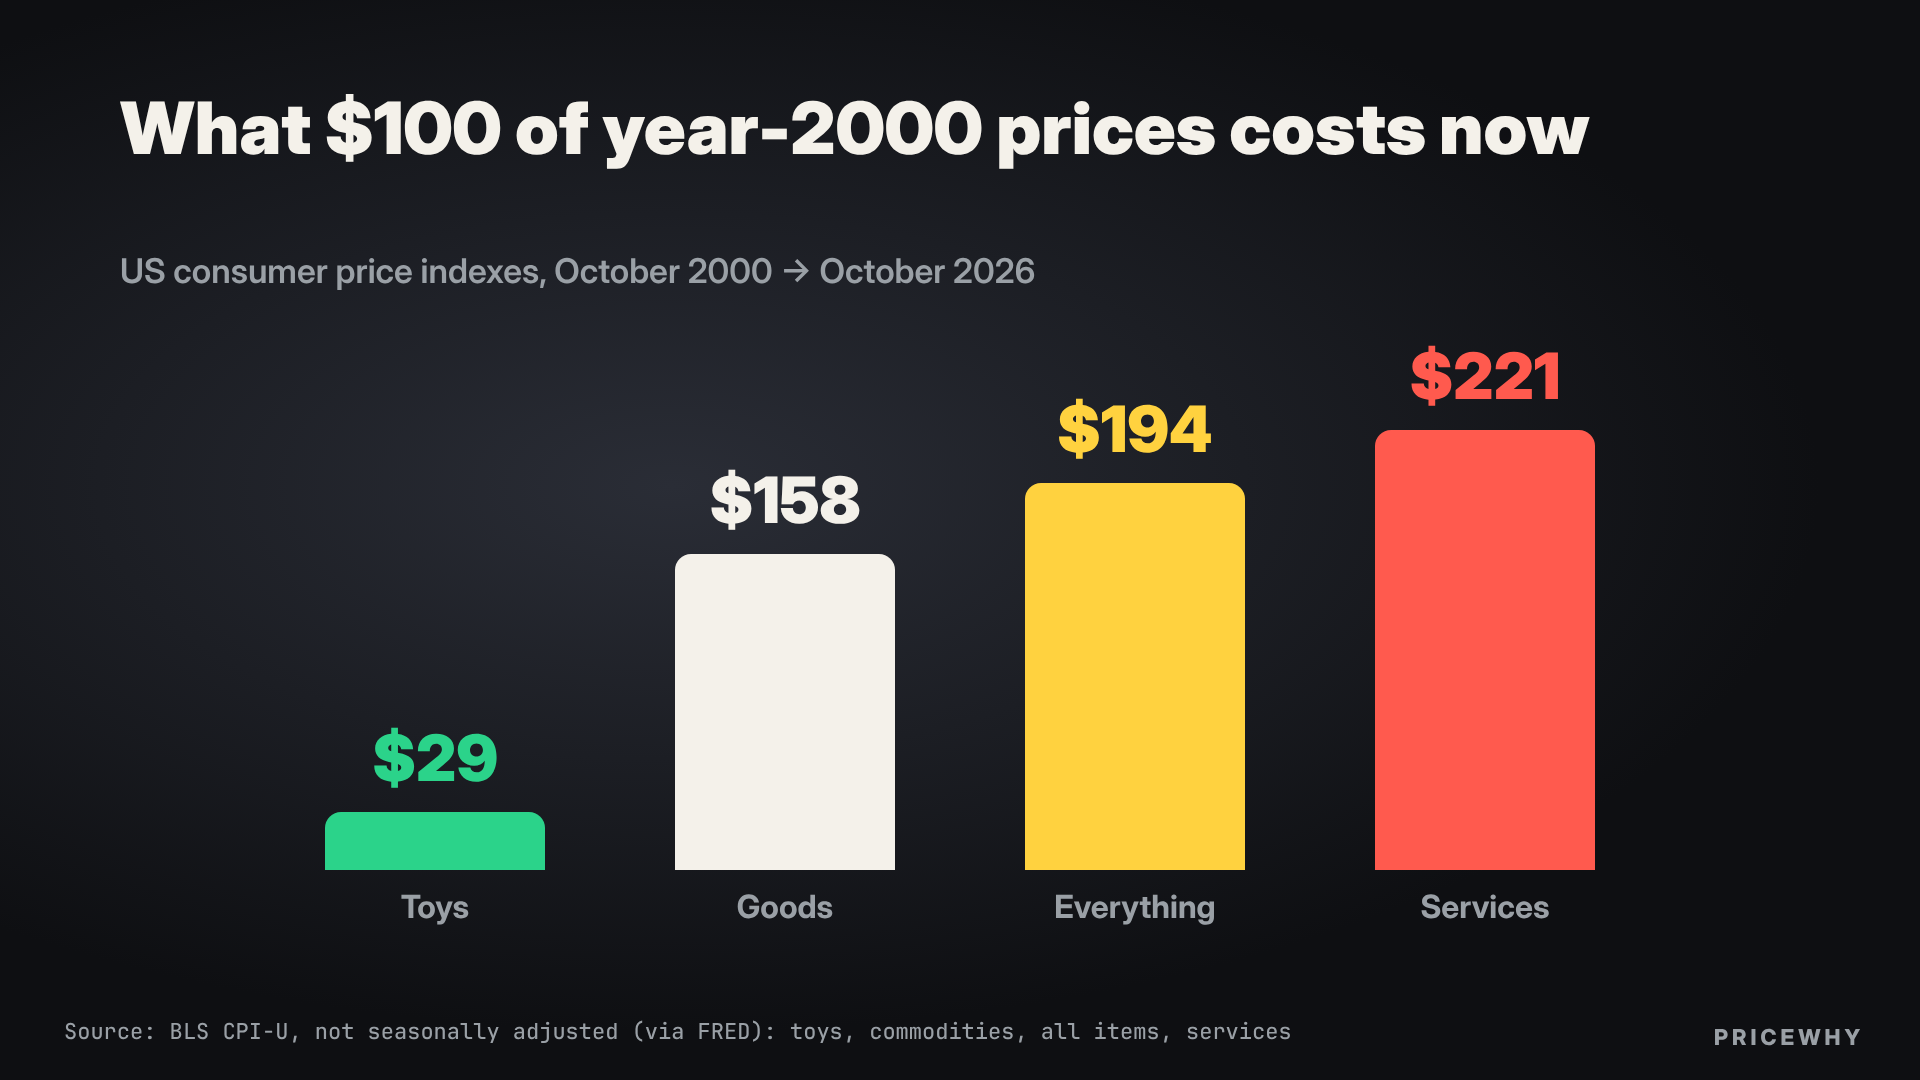 What $100 of year-2000 prices costs now
US consumer price indexes, October 2000 → October 2026
$29
$158
$194
$221
Toys
Goods
Everything
Services
Source: BLS CPI-U, not seasonally adjusted (via FRED): toys, commodities, all items, services
PRICEWHY